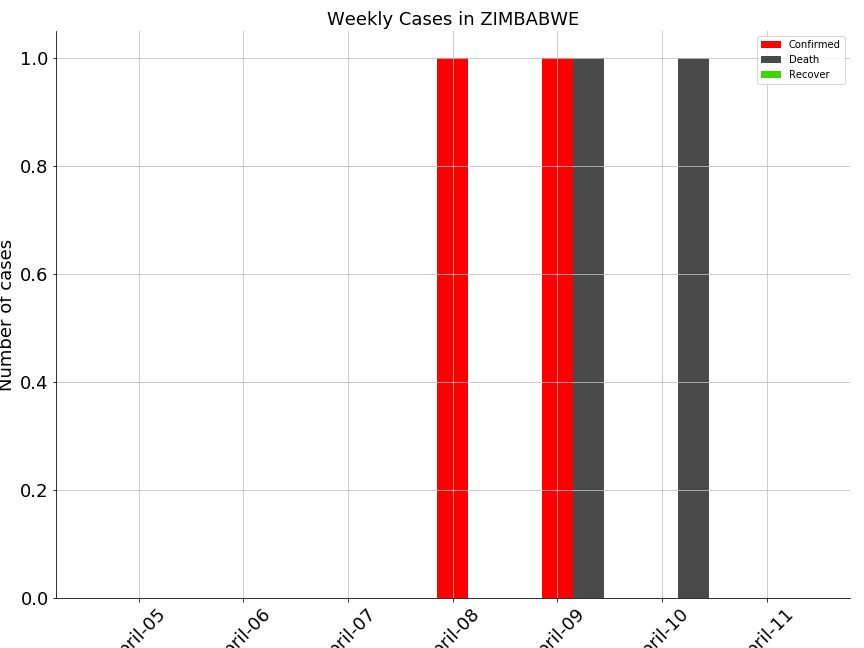 Weekly Cases in ZIMBABWE
Confirmed
Death
Recover
Number of cases
1.0
0.8
0.6
0.4
0.2
0.0
pril-05
pril-06
pril-07
pril-08
pril-09
pril-10
pril-11